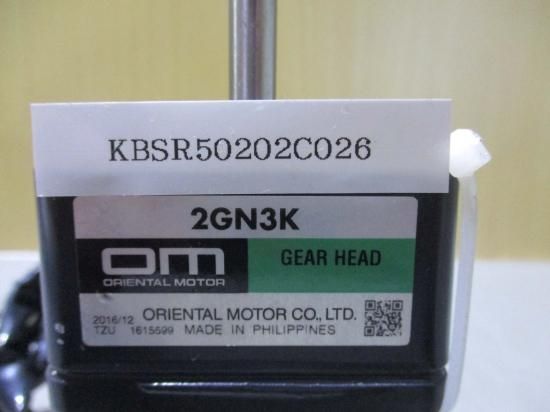 KBSR50202C026
2GN3K
OM
ORIENTAL MOTOR
GEAR HEAD
2016/12 ORIENTAL MOTOR CO., LTD.
TZU 1615599 MADE IN PHILIPPINES